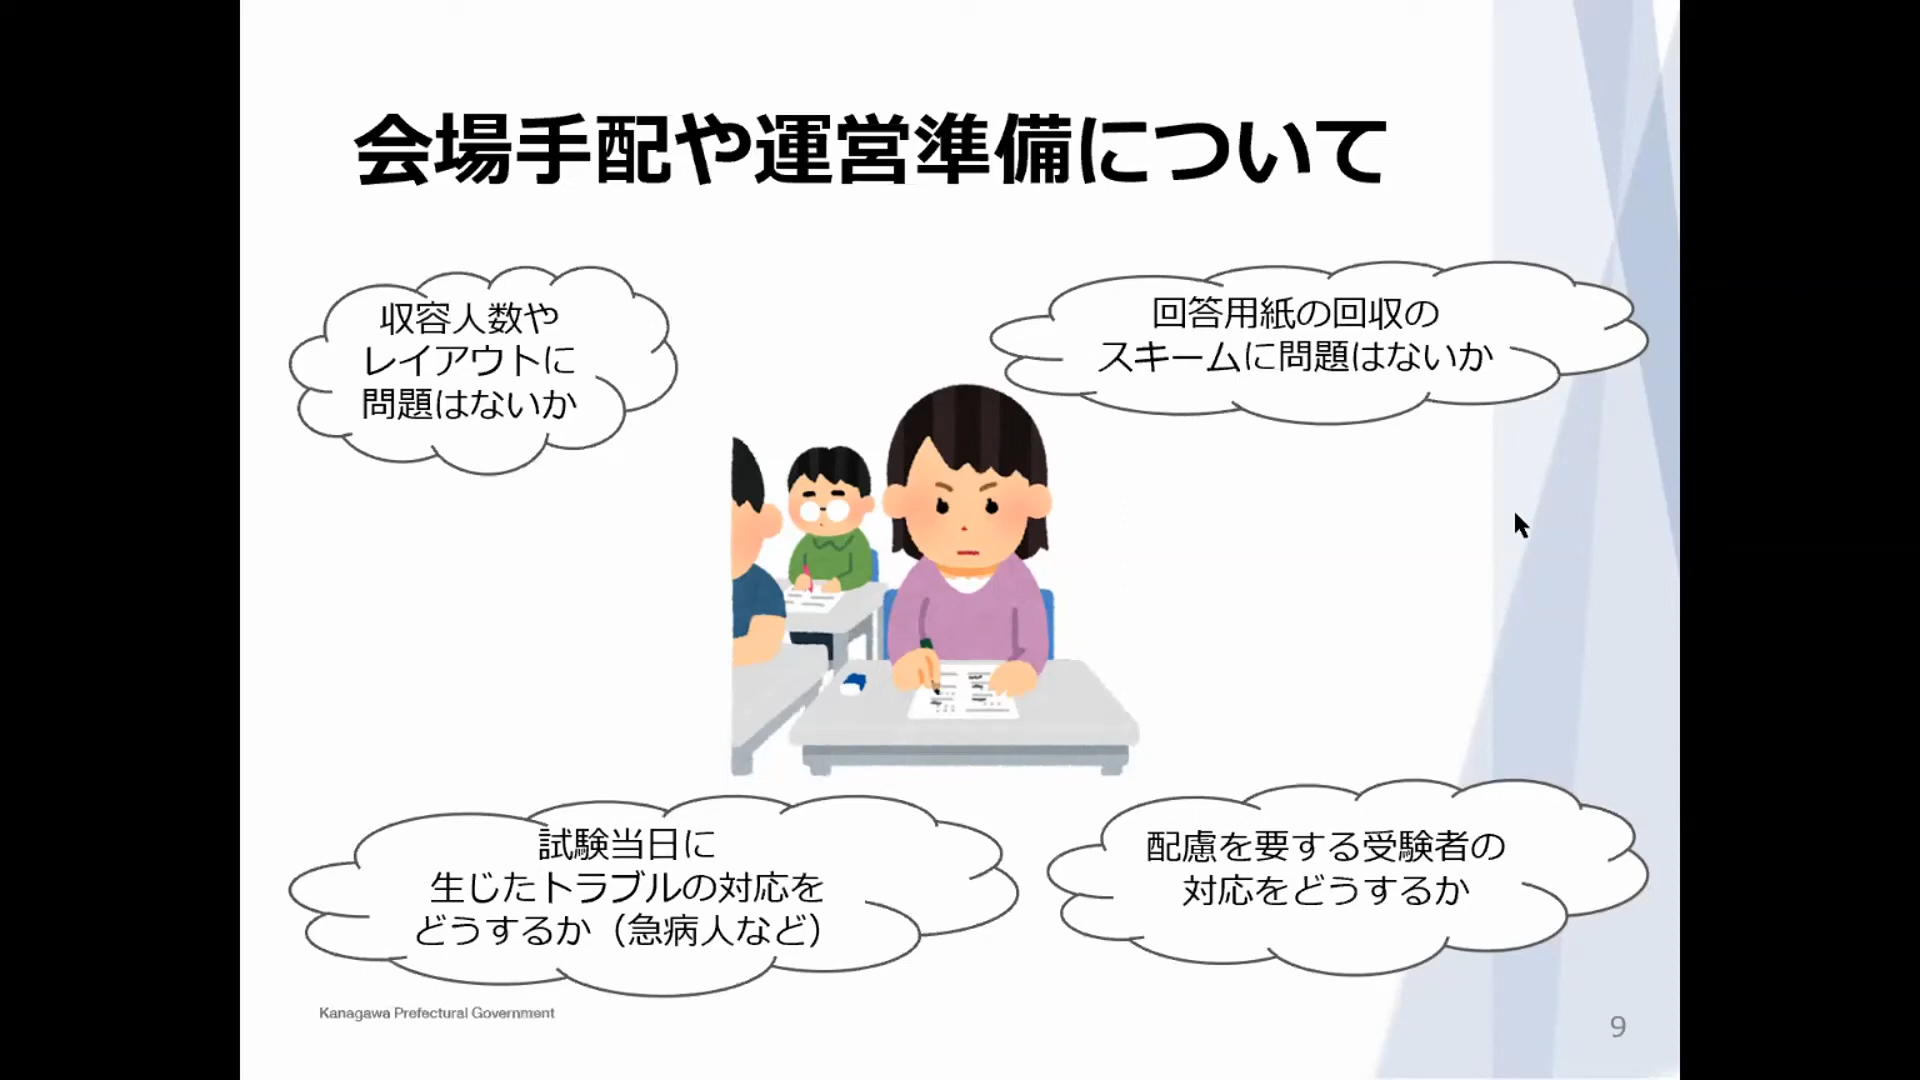 会場手配や運営準備について
収容人数や
レイアウトに
問題はないか
回答用紙の回収の
スキームに問題はないか
試験当日に
生じたトラブルの対応を
どうするか（急病人など）
配慮を要する受験者の
対応をどうするか
Kanagawa Prefectural Government
9